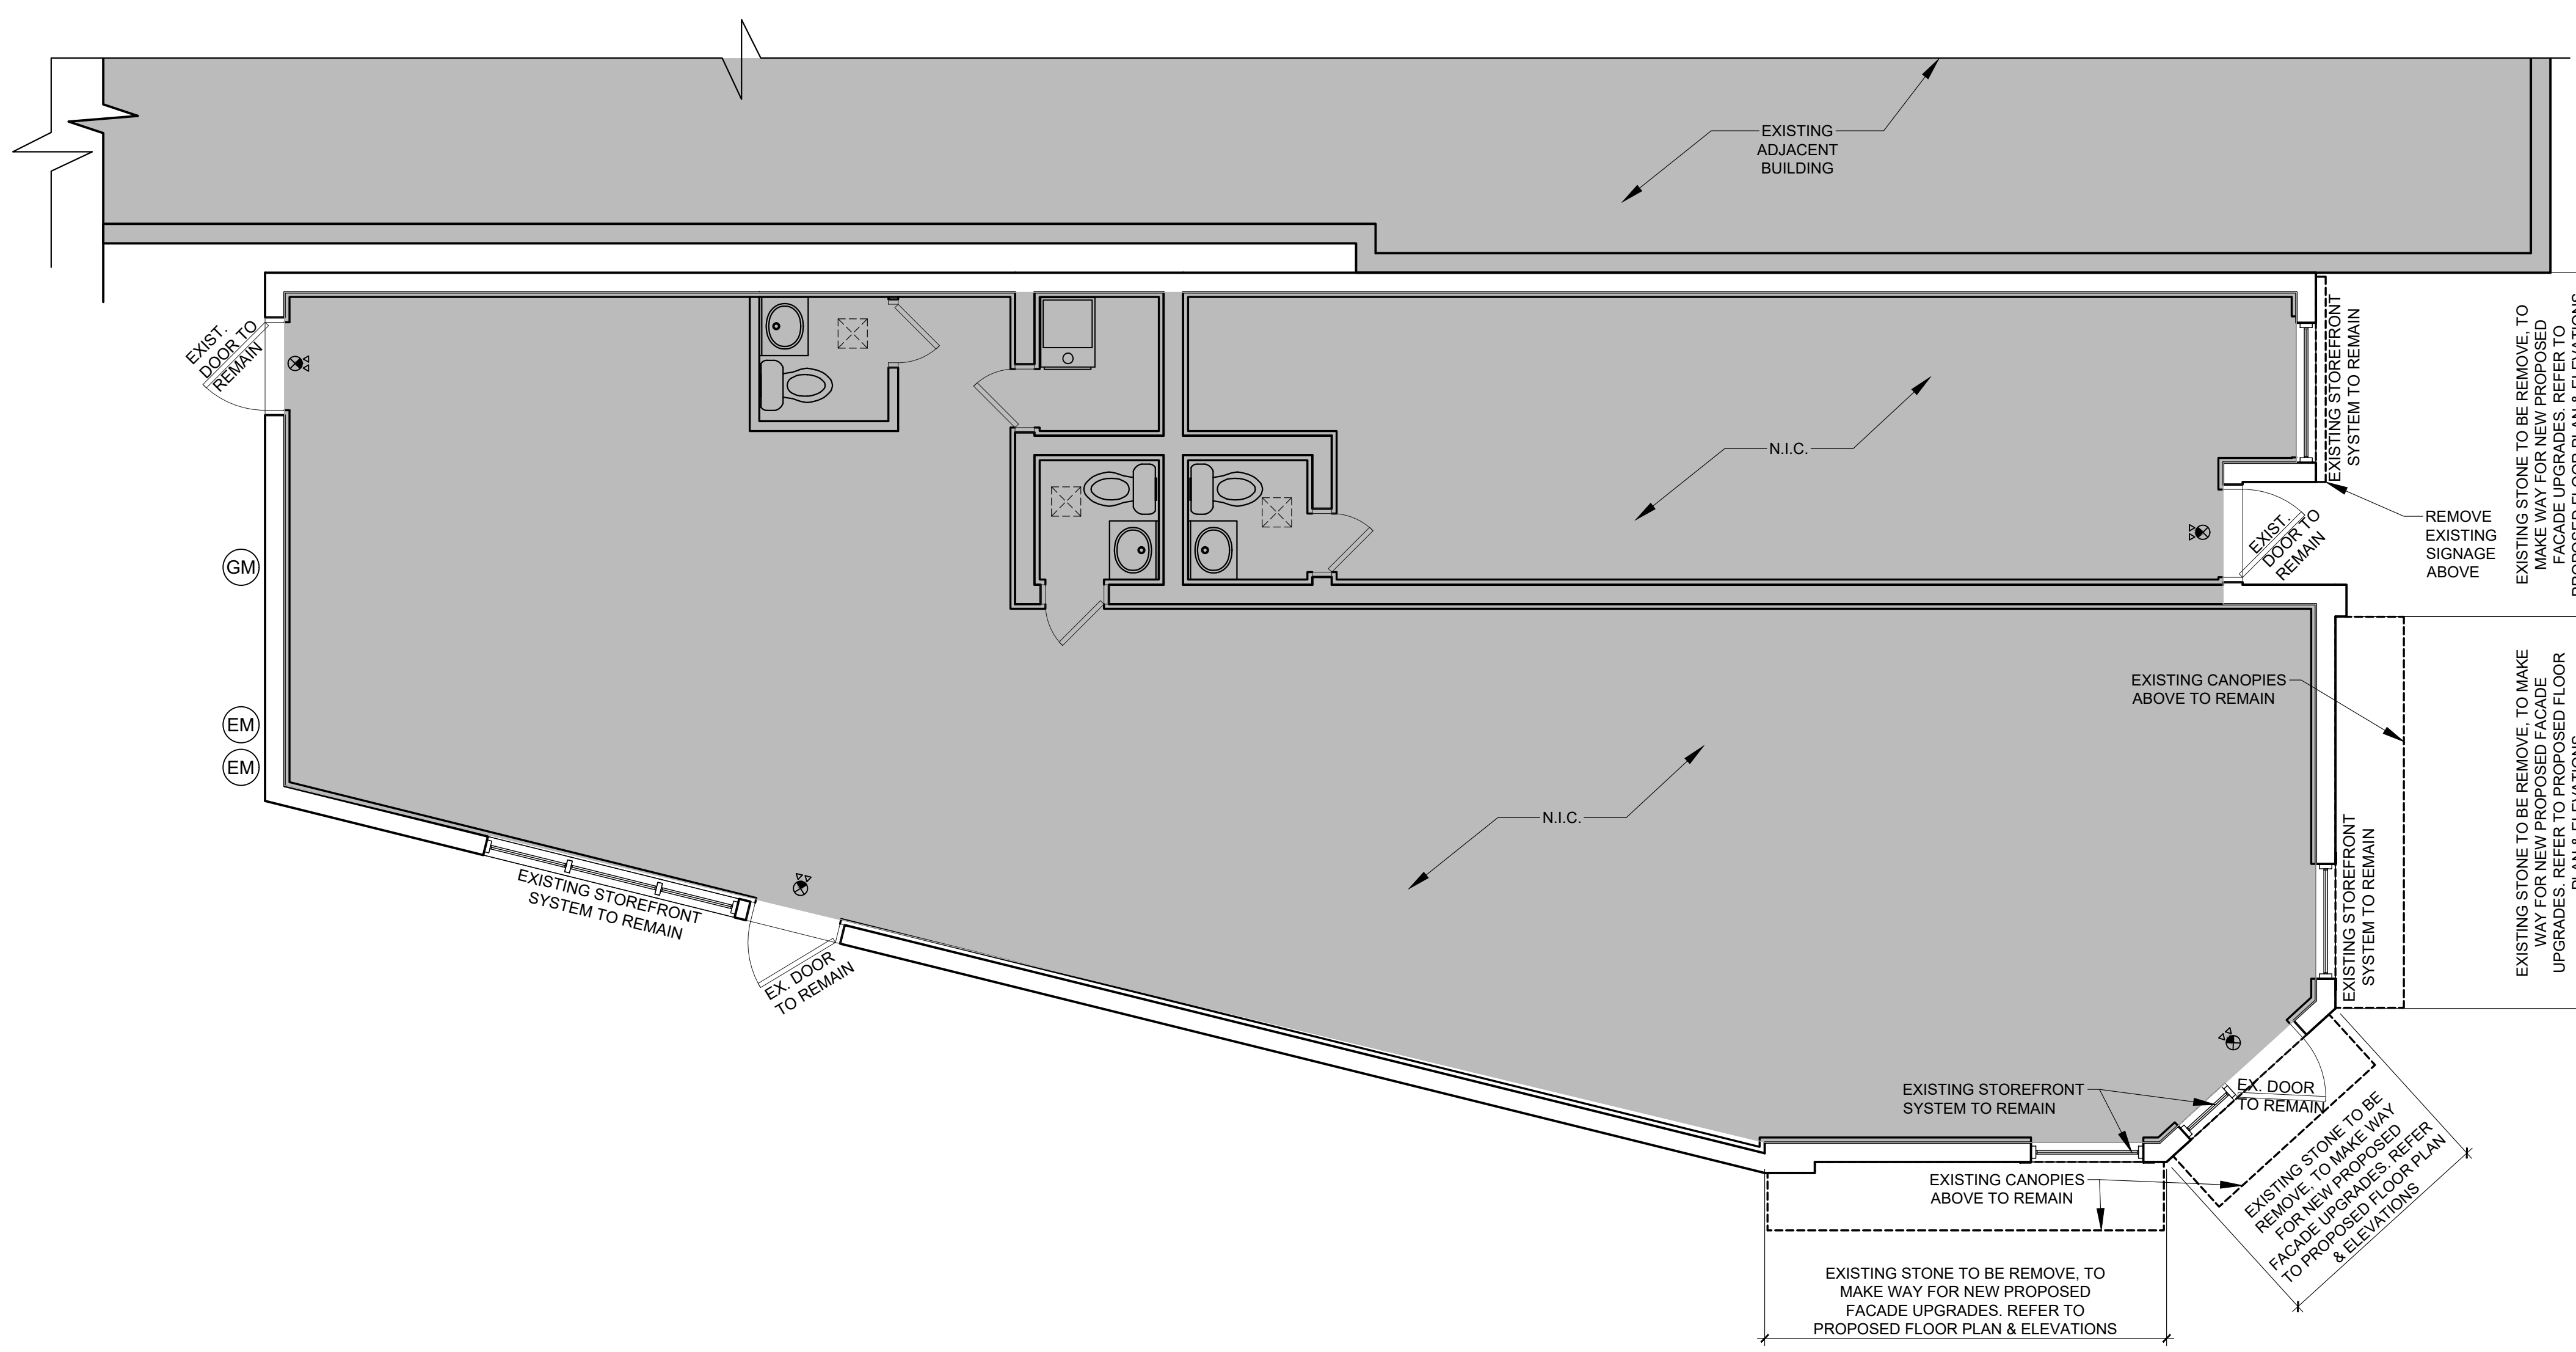 EXISTING
ADJACENT
BUILDING
EXIST.
DOOR TO
REMAIN
N.I.C.
EXISTING STOREFRONT
SYSTEM TO REMAIN
EXISTING STONE TO BE REMOVE, TO
MAKE WAY FOR NEW PROPOSED
FACADE UPGRADES. REFER TO
PROPOSED FLOOR PLAN & ELEVATIONS
REMOVE
EXISTING
SIGNAGE
ABOVE
EXIST.
DOOR TO
REMAIN
GM
EM
EM
EXISTING CANOPIES
ABOVE TO REMAIN
EXISTING STONE TO BE REMOVE, TO MAKE
WAY FOR NEW PROPOSED FACADE
UPGRADES. REFER TO PROPOSED FLOOR
PLAN & ELEVATIONS
N.I.C.
EXISTING STOREFRONT
SYSTEM TO REMAIN
EXISTING STOREFRONT
SYSTEM TO REMAIN
EX. DOOR
TO REMAIN
EXISTING STOREFRONT
SYSTEM TO REMAIN
EX. DOOR
TO REMAIN
EXISTING STONE TO BE
REMOVE, TO MAKE WAY
FOR NEW PROPOSED
FACADE UPGRADES. REFER
TO PROPOSED FLOOR PLAN
& ELEVATIONS
EXISTING CANOPIES
ABOVE TO REMAIN
EXISTING STONE TO BE REMOVE, TO
MAKE WAY FOR NEW PROPOSED
FACADE UPGRADES. REFER TO
PROPOSED FLOOR PLAN & ELEVATIONS